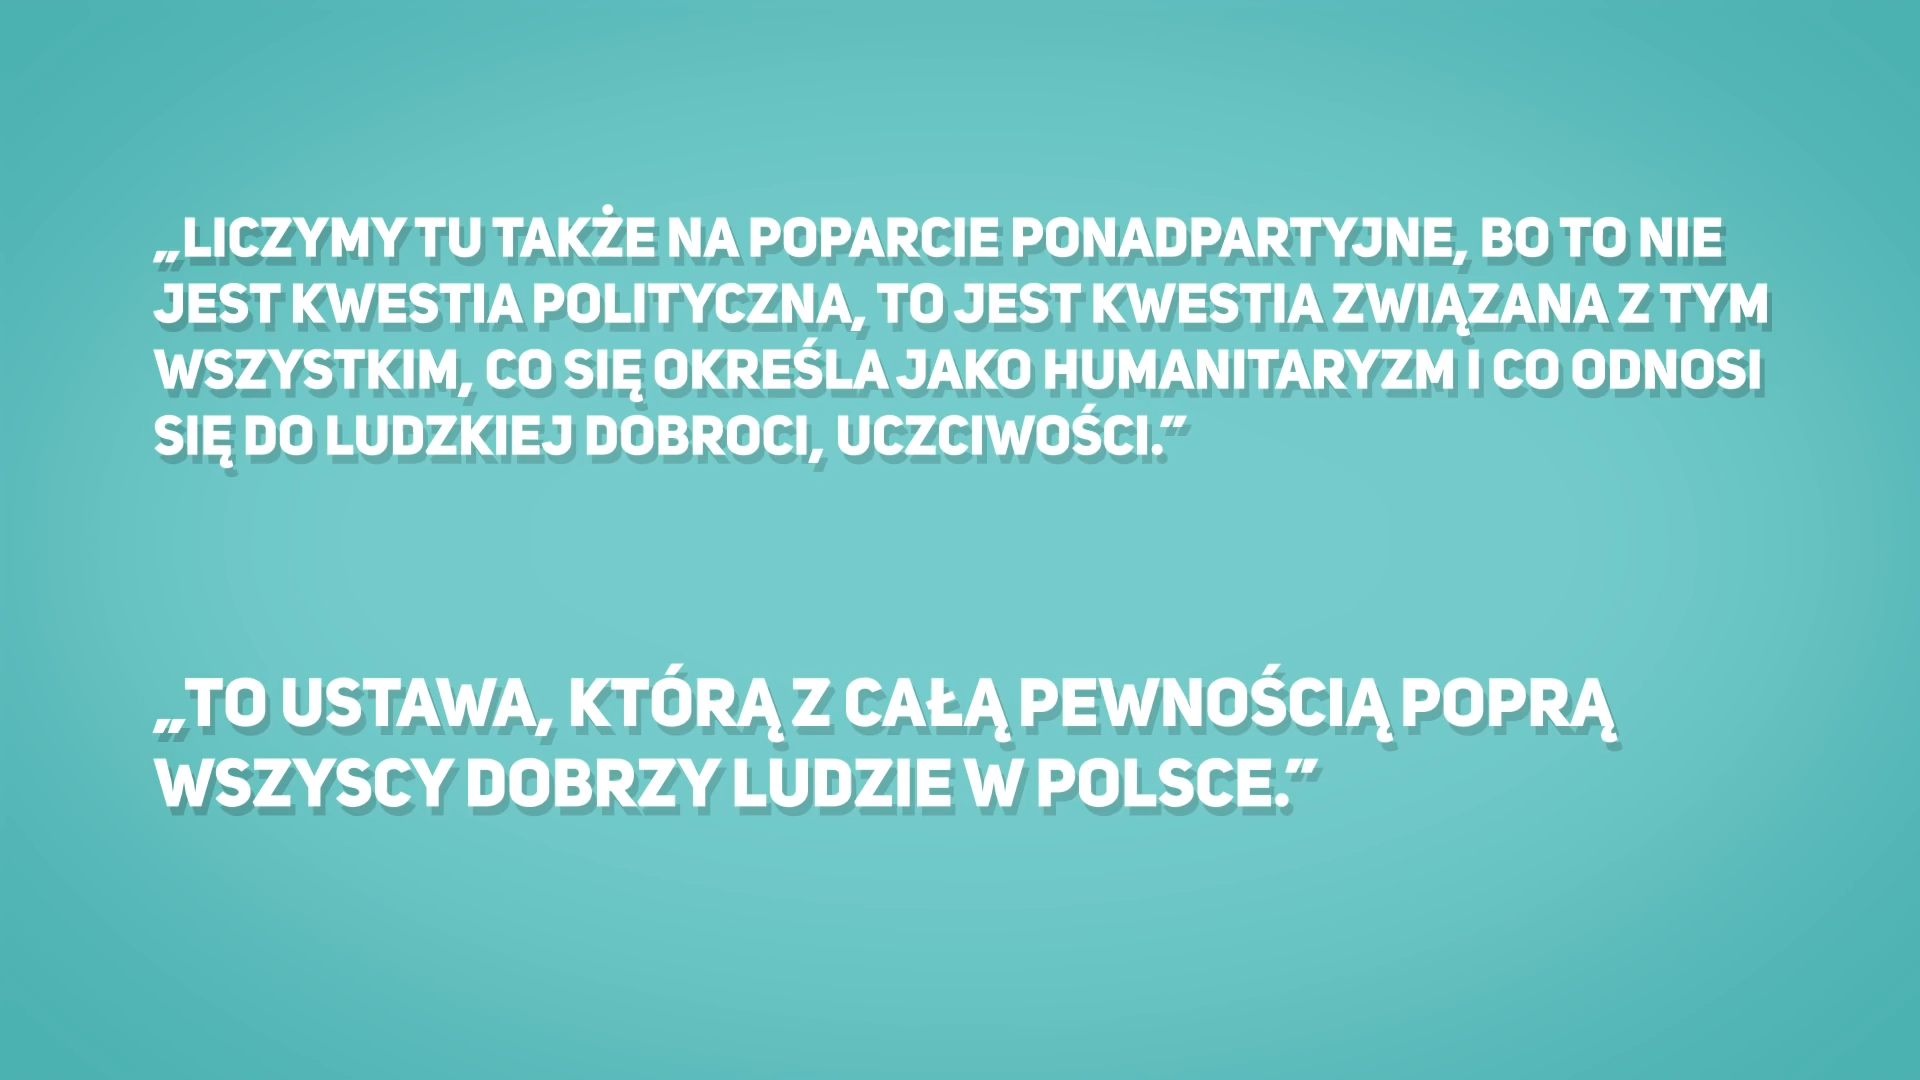 „LICZYMY TU TAKŻE NA POPARCIE PONADPARTYJNE, BO TO NIE
JEST KWESTIA POLITYCZNA, TO JEST KWESTIA ZWIĄZANA Z TYM
WSZYSTKIM, CO SIĘ OKREŚLA JAKO HUMANITARYZM I CO ODNOSI
SIĘ DO LUDZKIEJ DOBROCI, UCZCIWOŚCI.”
„TO USTAWA, KTÓRĄ Z CAŁĄ PEWNOŚCIĄ POPRĄ
WSZYSCY DOBRZY LUDZIE W POLSCE.”